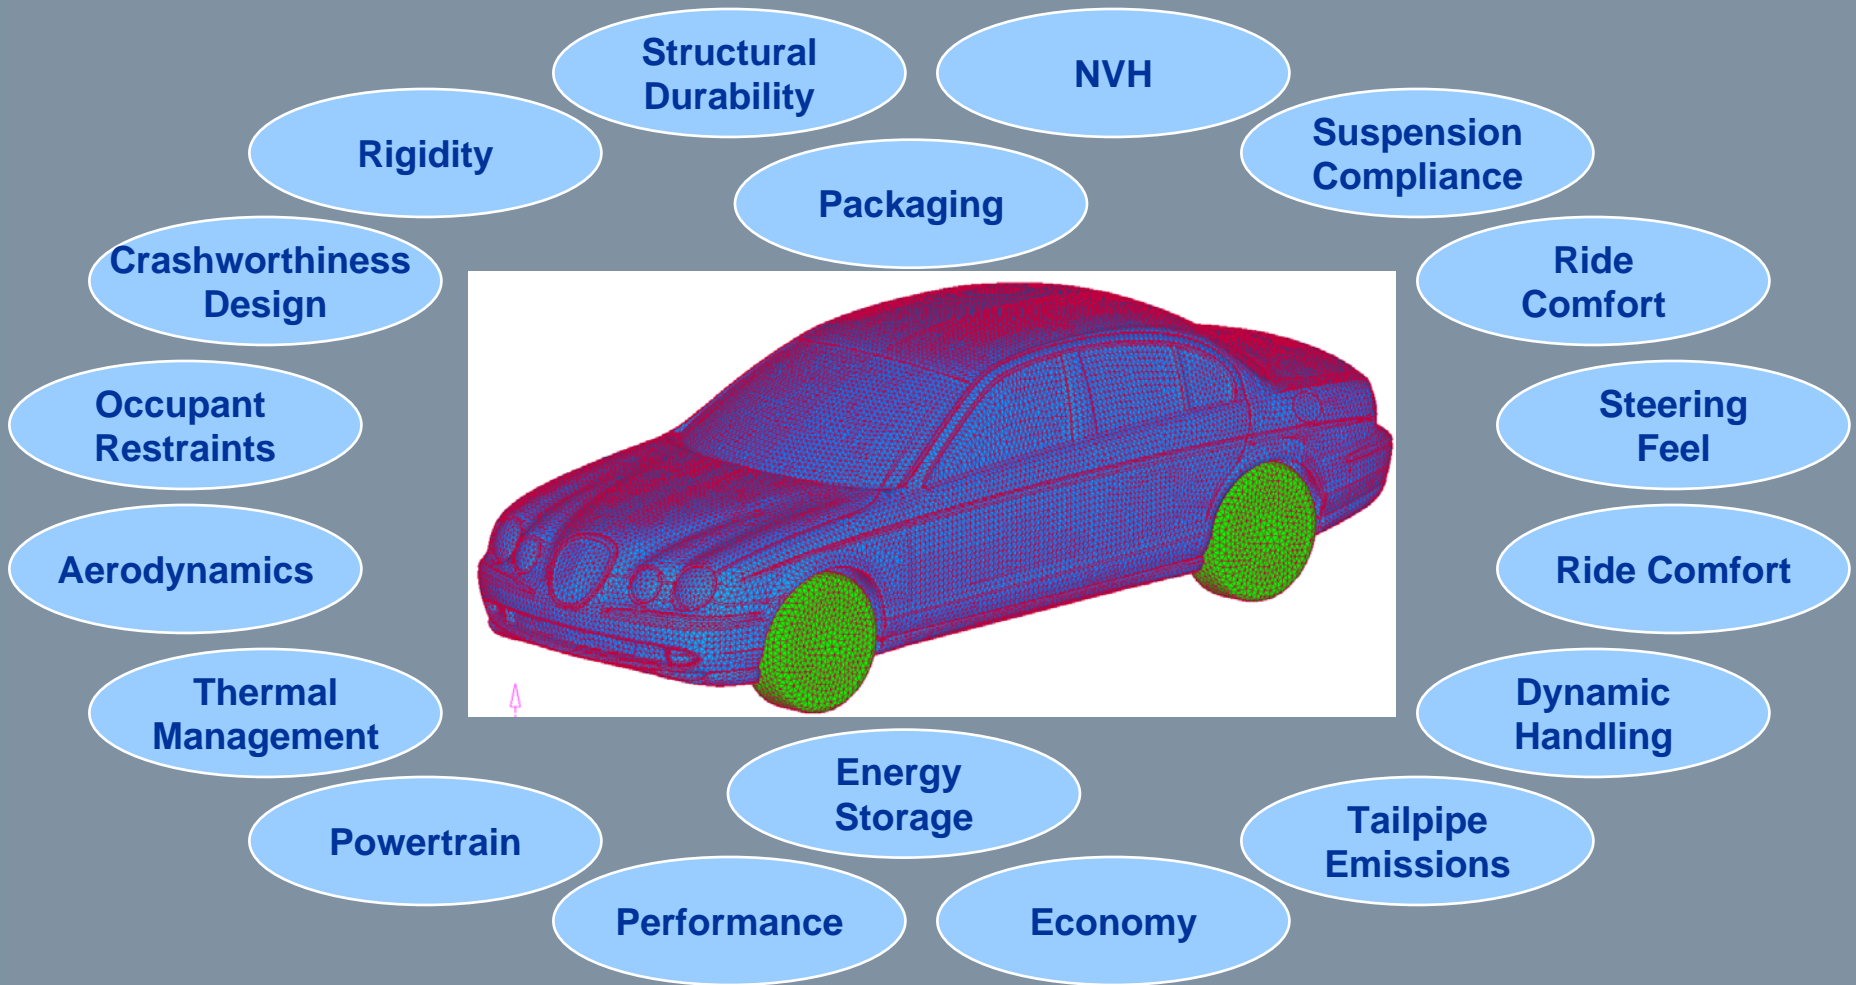 Structural
Durability
NVH
Rigidity
Suspension
Compliance
Packaging
Crashworthiness
Design
Ride
Comfort
Occupant
Restraints
Steering
Feel
Aerodynamics
Ride Comfort
Thermal
Management
Dynamic
Handling
Energy
Storage
Powertrain
Tailpipe
Emissions
Performance
Economy